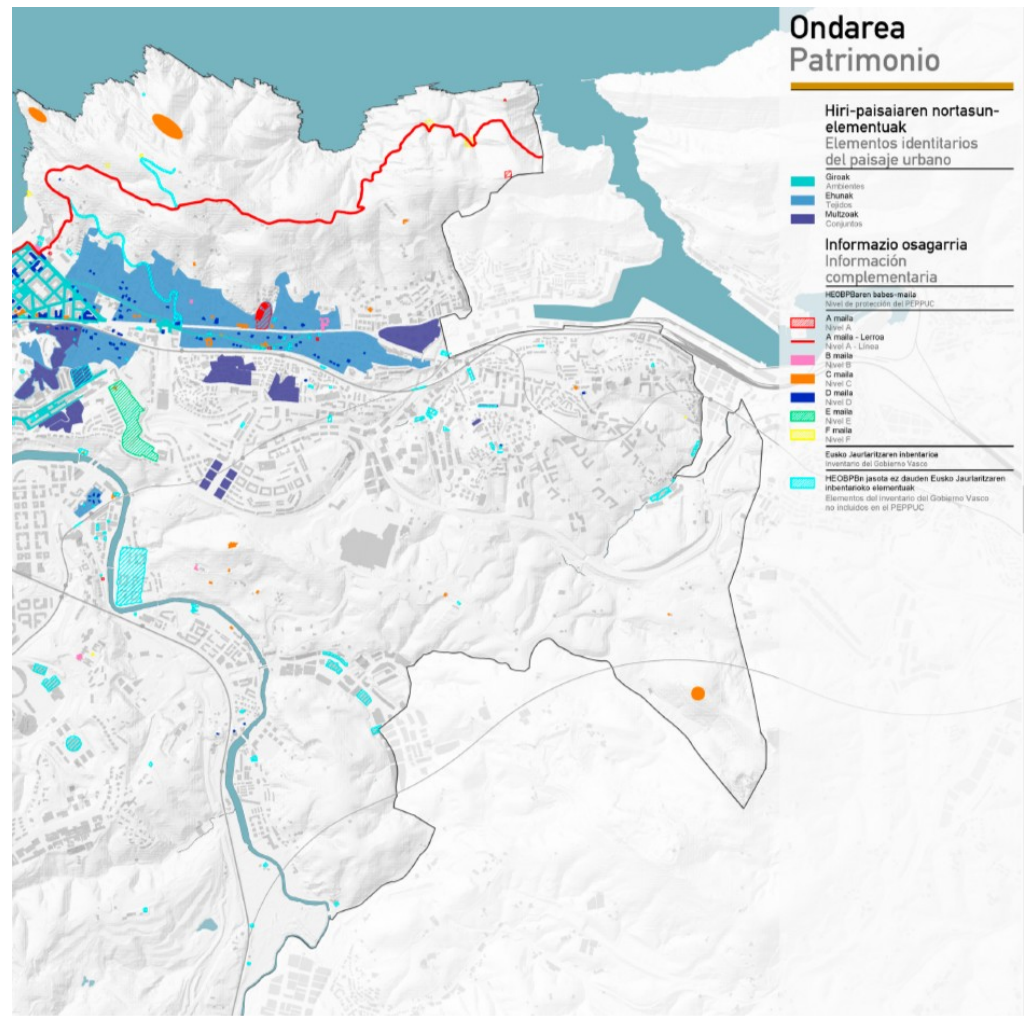 Ondarea
Patrimonio
Hiri-paisaiaren nortasun-
elementuak
Elementos identitarios
del paisaje urbano
Giroak
Ambientes
Ehunak
Tejidos
Multzoak
Conjuntos
Informazio osagarria
Información
complementaria
HEOBPBaren babes-maila
Nivel de protección del PEPPUC
A maila
Nivel A
A maila - Lerroa
Nivel A - Línea
B maila
Nivel B
C maila
Nivel C
D maila
Nivel D
E maila
Nivel E
F maila
Nivel F
Eusko Jaurlaritzaren inbentarioa
Inventario del Gobierno Vasco
HEOBPBn jasota ez dauden Eusko Jaurlaritzaren
inbentarioko elementuak
Elementos del Inventario del Gobierno Vasco
no incluidos en el PEPPUC